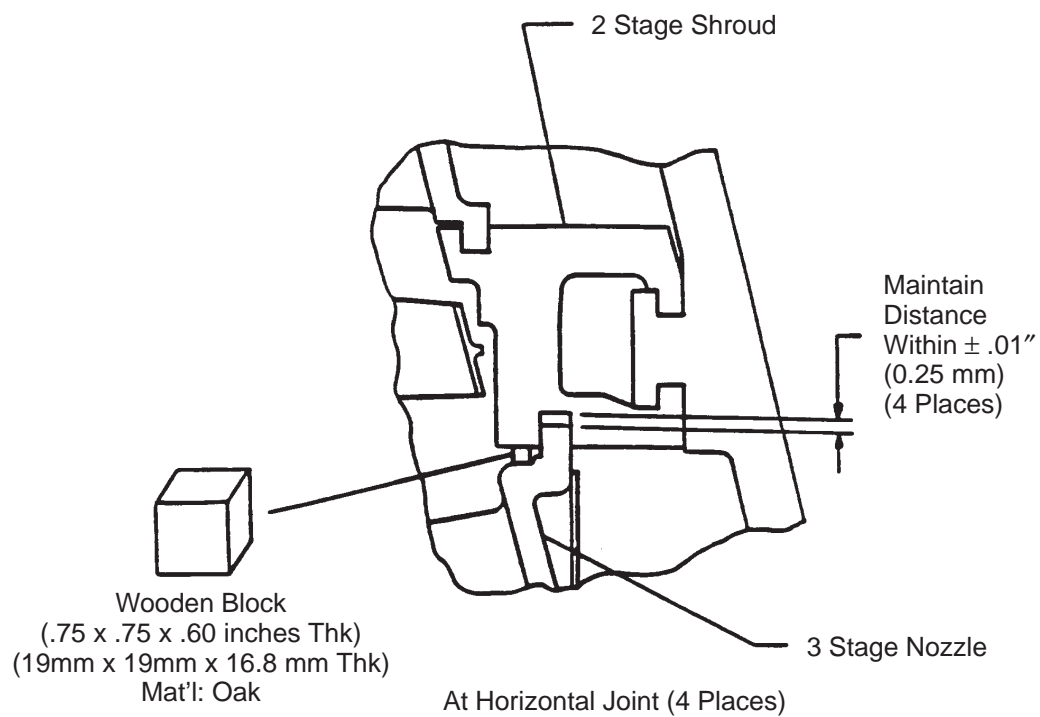 2 Stage Shroud
Maintain
Distance
Within ± .01″
(0.25 mm)
(4 Places)
Wooden Block
(.75 x .75 x .60 inches Thk)
(19mm x 19mm x 16.8 mm Thk)
Mat'l: Oak
3 Stage Nozzle
At Horizontal Joint (4 Places)